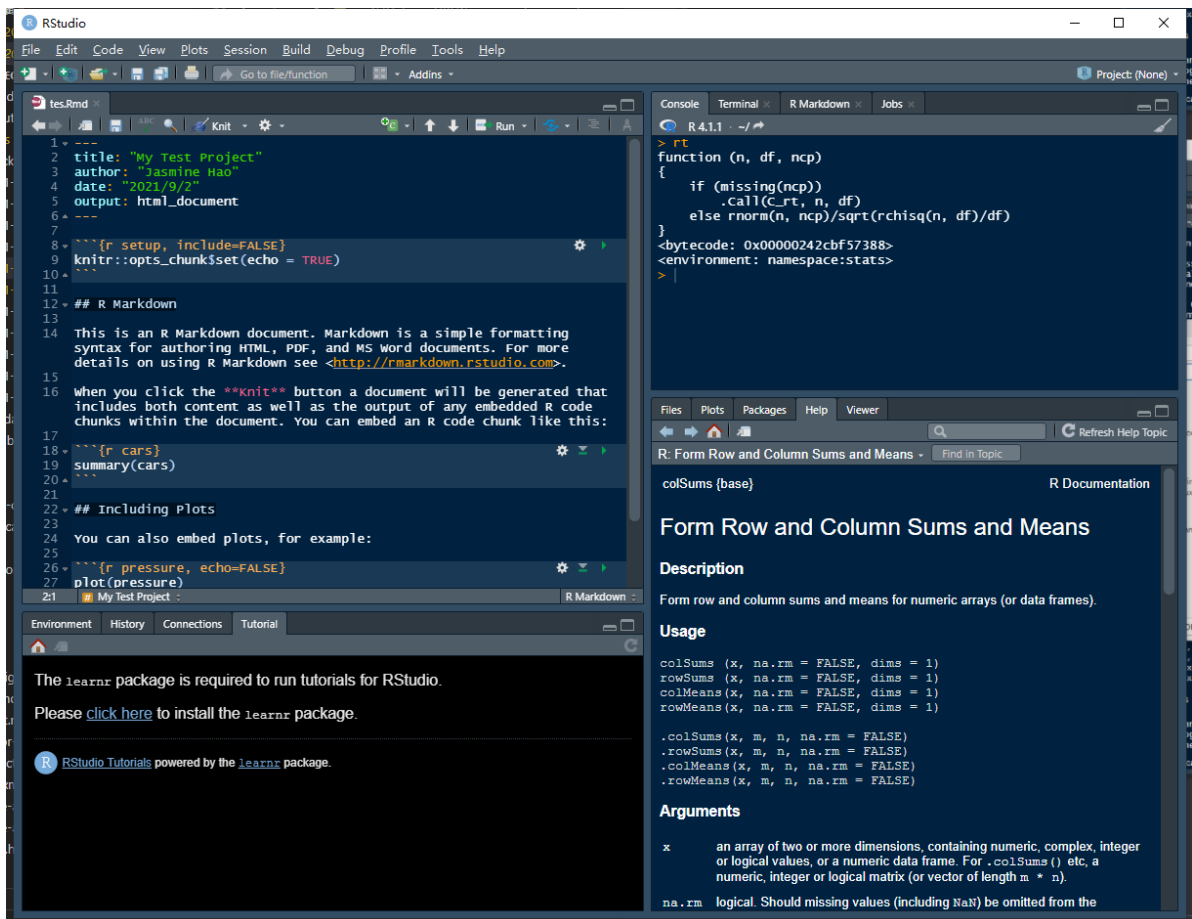 RStudio
File Edit Code View Plots Session Build Debug Profile Tools Help
Go to file/function Addins Project: (None)
tes.Rmd
ABC Knit Run
1 ---
2 title: "My Test Project"
3 author: "Jasmine Hao"
4 date: "2021/9/2"
5 output: html_document
6 ---
7
8 ```{r setup, include=FALSE}
9 knitr::opts_chunk$set(echo = TRUE)
10 ```
11
12 ## R Markdown
13
14 This is an R Markdown document. Markdown is a simple formatting
syntax for authoring HTML, PDF, and MS Word documents. For more
details on using R Markdown see <http://rmarkdown.rstudio.com>.
15
16 When you click the **Knit** button a document will be generated that
includes both content as well as the output of any embedded R code
chunks within the document. You can embed an R code chunk like this:
17
18 ```{r cars}
19 summary(cars)
20 ```
21
22 ## Including Plots
23
24 You can also embed plots, for example:
25
26 ```{r pressure, echo=FALSE}
27 plot(pressure)
2:1 # My Test Project R Markdown
Environment History Connections Tutorial
The learnr package is required to run tutorials for RStudio.
Please click here to install the learnr package.
R RStudio Tutorials powered by the learnr package.
Console Terminal R Markdown Jobs
R 4.1.1 · ~/
> rt
function (n, df, ncp)
{
if (missing(ncp))
.Call(C_rt, n, df)
else rnorm(n, ncp)/sqrt(rchisq(n, df)/df)
}
<bytecode: 0x00000242cbf57388>
<environment: namespace:stats>
>
Files Plots Packages Help Viewer
Refresh Help Topic
R: Form Row and Column Sums and Means Find in Topic
colSums {base} R Documentation
Form Row and Column Sums and Means
Description
Form row and column sums and means for numeric arrays (or data frames).
Usage
colSums (x, na.rm = FALSE, dims = 1)
rowSums (x, na.rm = FALSE, dims = 1)
colMeans(x, na.rm = FALSE, dims = 1)
rowMeans(x, na.rm = FALSE, dims = 1)
.colSums(x, m, n, na.rm = FALSE)
.rowSums(x, m, n, na.rm = FALSE)
.colMeans(x, m, n, na.rm = FALSE)
.rowMeans(x, m, n, na.rm = FALSE)
Arguments
x an array of two or more dimensions, containing numeric, complex, integer
or logical values, or a numeric data frame. For .colSums() etc, a
numeric, integer or logical matrix (or vector of length m * n).
na.rm logical. Should missing values (including NaN) be omitted from the